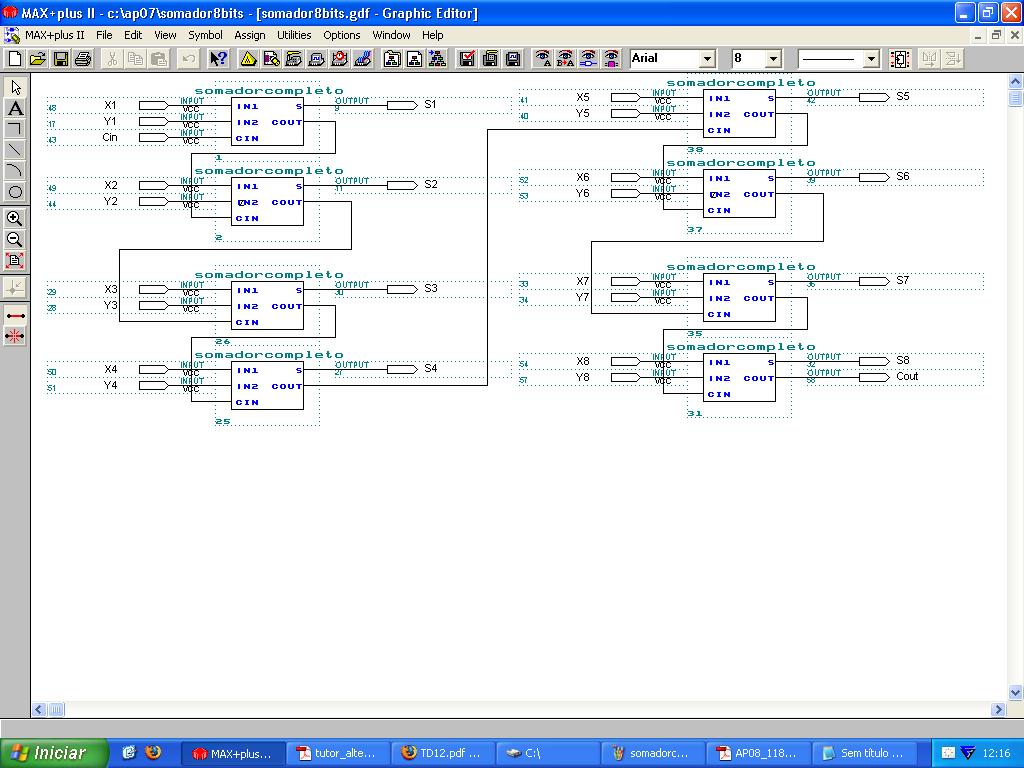 MAX+plus II - c:\ap07\somador8bits - [somador8bits.gdf - Graphic Editor]
MAX+plus II File Edit View Symbol Assign Utilities Options Window Help
Arial 8
somadorcompleto
48 X1 INPUT VCC IN1 S OUTPUT 9 S1
17 Y1 INPUT VCC IN2 COUT
43 Cin INPUT VCC CIN
1
somadorcompleto
49 X2 INPUT VCC IN1 S OUTPUT 11 S2
44 Y2 INPUT VCC IN2 COUT
CIN
2
somadorcompleto
29 X3 INPUT VCC IN1 S OUTPUT 30 S3
28 Y3 INPUT VCC IN2 COUT
CIN
26
somadorcompleto
50 X4 INPUT VCC IN1 S OUTPUT 27 S4
51 Y4 INPUT VCC IN2 COUT
CIN
25
somadorcompleto
41 X5 INPUT VCC IN1 S OUTPUT 42 S5
40 Y5 INPUT VCC IN2 COUT
CIN
38
somadorcompleto
52 X6 INPUT VCC IN1 S OUTPUT 39 S6
53 Y6 INPUT VCC IN2 COUT
CIN
37
somadorcompleto
33 X7 INPUT VCC IN1 S OUTPUT 36 S7
34 Y7 INPUT VCC IN2 COUT
CIN
35
somadorcompleto
54 X8 INPUT VCC IN1 S OUTPUT 32 S8
57 Y8 INPUT VCC IN2 COUT OUTPUT 58 Cout
CIN
31
Iniciar MAX+plus... tutor_alte... TD12.pdf ... C:\ somadorc... AP08_118... Sem título ... 12:16